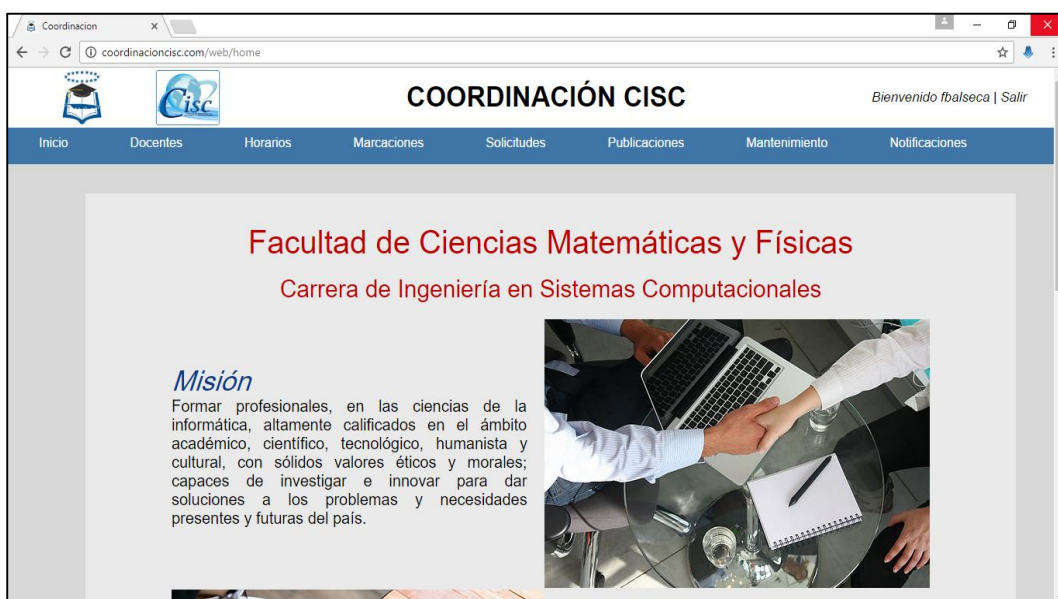 Coordinacion
coordinacioncisc.com/web/home
Cisc
COORDINACIÓN CISC
Bienvenido fbalseca | Salir
Inicio Docentes Horarios Marcaciones Solicitudes Publicaciones Mantenimiento Notificaciones
Facultad de Ciencias Matemáticas y Físicas
Carrera de Ingeniería en Sistemas Computacionales
Misión
Formar profesionales, en las ciencias de la
informática, altamente calificados en el ámbito
académico, científico, tecnológico, humanista y
cultural, con sólidos valores éticos y morales;
capaces de investigar e innovar para dar
soluciones a los problemas y necesidades
presentes y futuras del país.